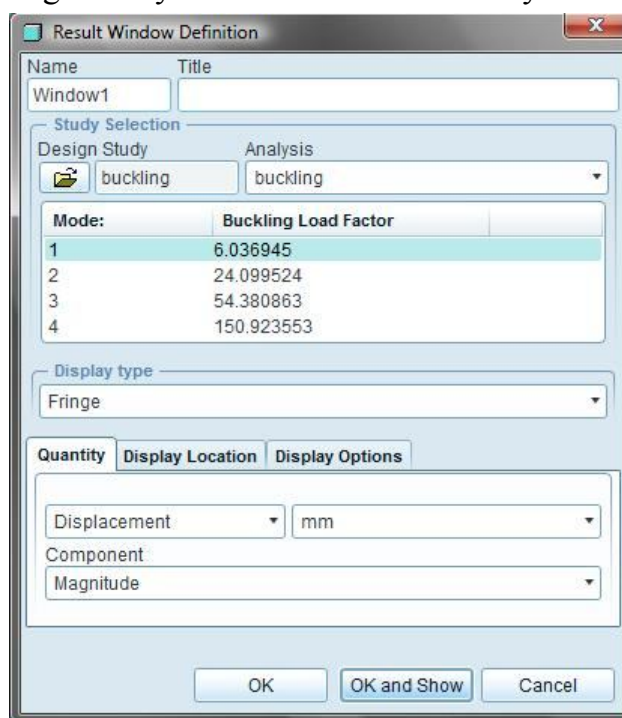 Result Window Definition
Name Title
Window1
Study Selection
Design Study Analysis
buckling buckling
Mode: Buckling Load Factor
1 6.036945
2 24.099524
3 54.380863
4 150.923553
Display type
Fringe
Quantity Display Location Display Options
Displacement mm
Component
Magnitude
OK OK and Show Cancel